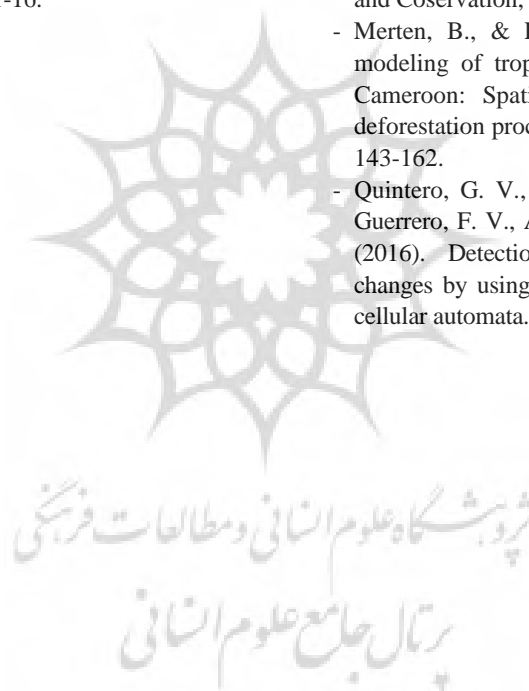 -16.
and Coservation,
- Merten, B., &
modeling of trop
Cameroon: Spati
deforestation proc
143-162.
- Quintero, G. V.,
Guerrero, F. V.,
(2016). Detectio
changes by using
cellular automata.
پژوهشگاه علوم انسانی و مطالعات فرهنگی
پرتال جامع علوم انسانی